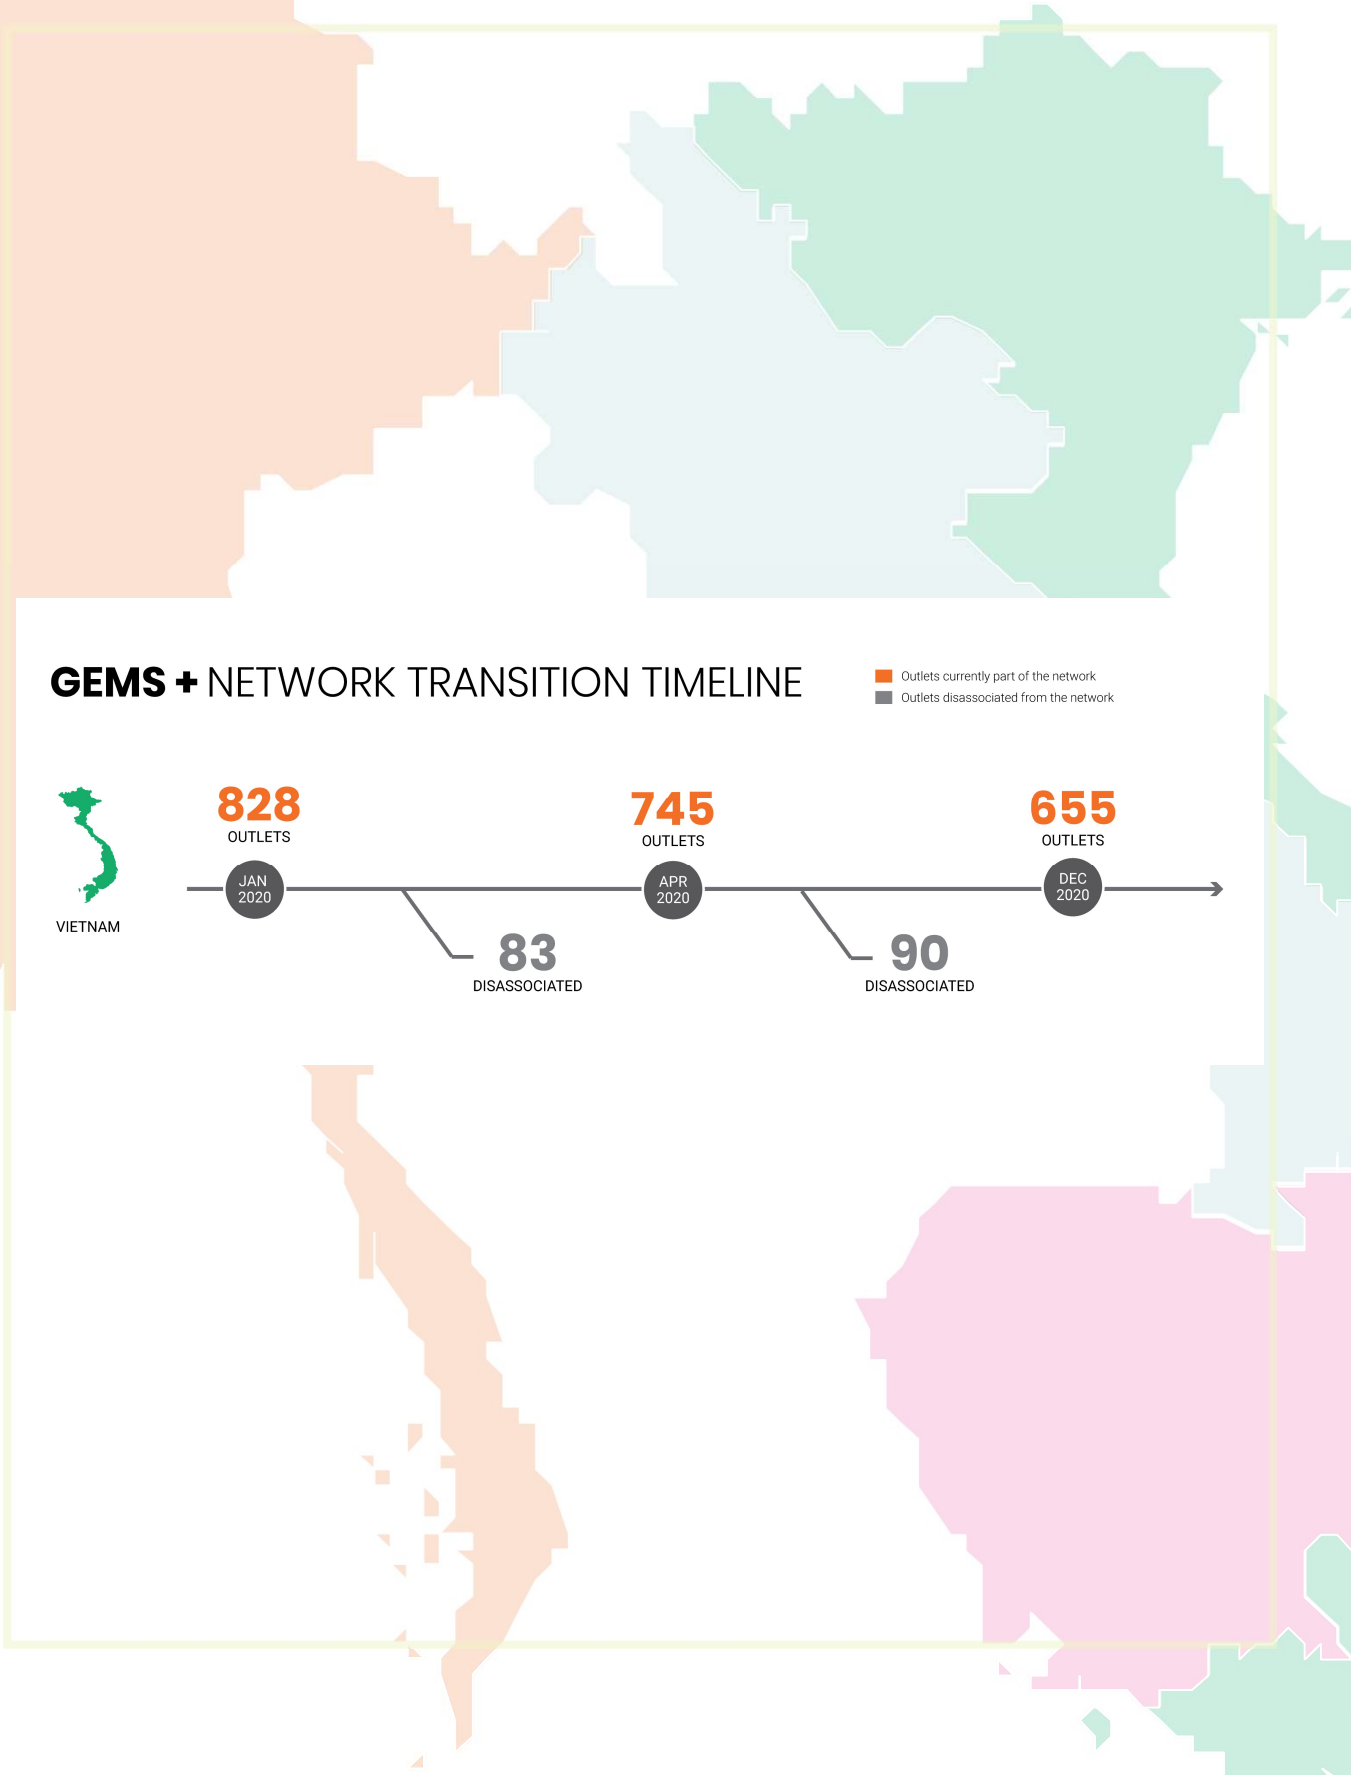 GEMS + NETWORK TRANSITION TIMELINE
Outlets currently part of the network
Outlets disassociated from the network
VIETNAM
828
OUTLETS
JAN
2020
83
DISASSOCIATED
745
OUTLETS
APR
2020
90
DISASSOCIATED
655
OUTLETS
DEC
2020